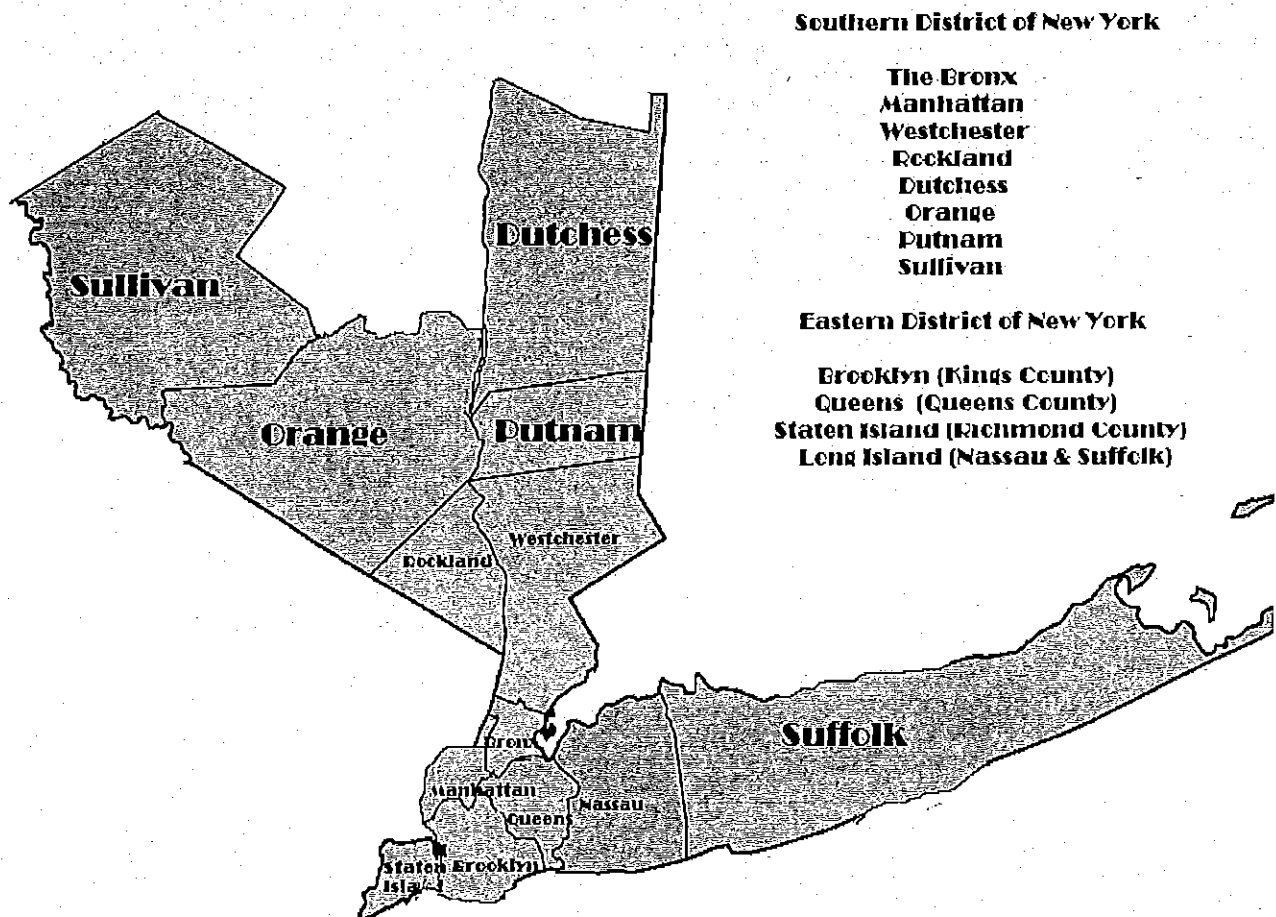 Southern District of New York
The Bronx
Manhattan
Westchester
Rockland
Dutchess
Orange
Putnam
Sullivan
Eastern District of New York
Brooklyn (Kings County)
Queens (Queens County)
Staten Island (Richmond County)
Long Island (Nassau & Suffolk)
Dutchess
Sullivan
Orange
Putnam
Westchester
Rockland
Suffolk
Bronx
Manhattan
Nassau
Queens
Staten
Brooklyn